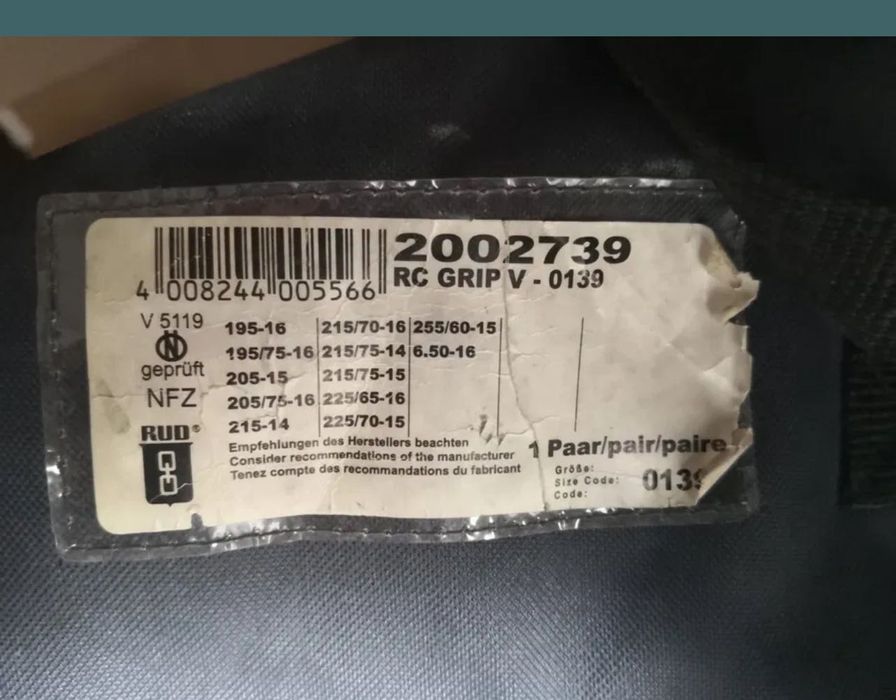 2002739
RC GRIP V - 0139
4 008244 005566
V 5119
N
geprüft
NFZ
RUD®
195-16
195/75-16
205-15
205/75-16
215-14
215/70-16
215/75-14
215/75-15
225/65-16
225/70-15
255/60-15
6.50-16
Empfehlungen des Herstellers beachten
Consider recommendations of the manufacturer
Tenez compte des recommandations du fabricant
1 Paar/pair/paire
Größe:
Size Code: 0139
Code: